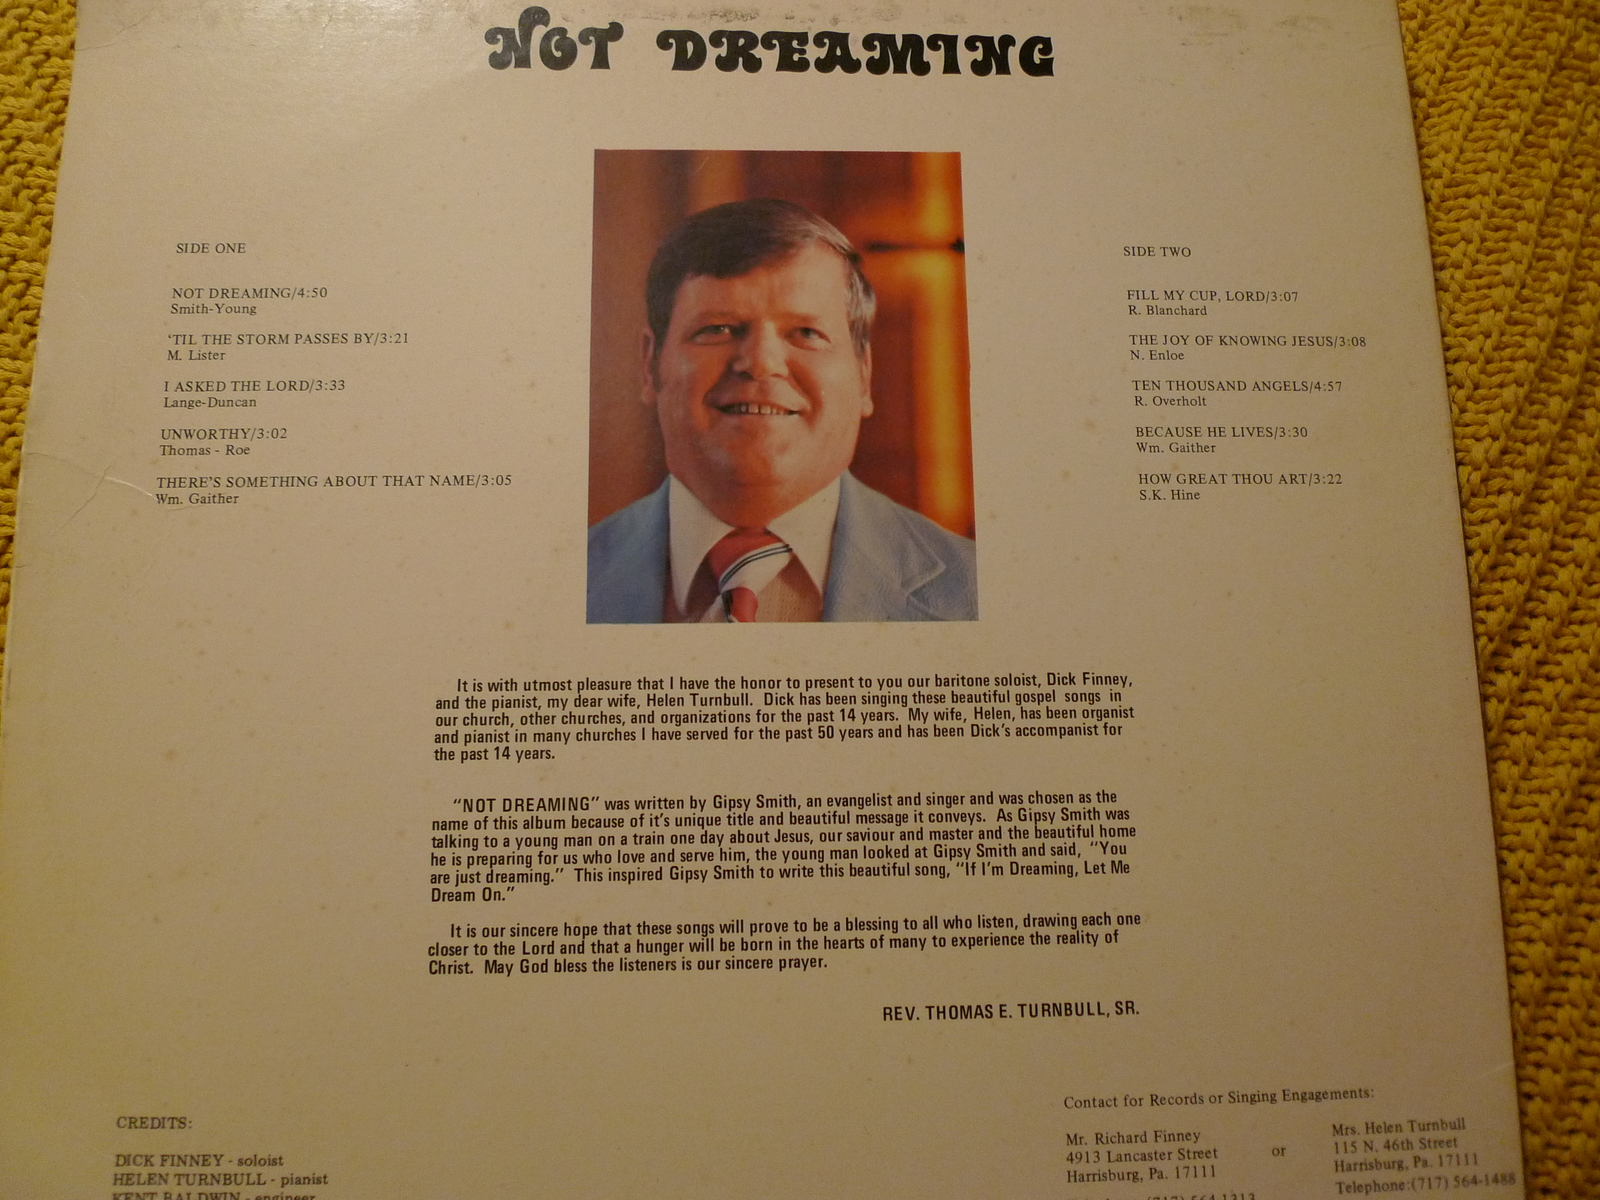 NOT DREAMING
SIDE ONE
NOT DREAMING/4:50
Smith-Young
'TIL THE STORM PASSES BY/3:21
M. Lister
I ASKED THE LORD/3:33
Lange-Duncan
UNWORTHY/3:02
Thomas - Roe
THERE'S SOMETHING ABOUT THAT NAME/3:05
Wm. Gaither
SIDE TWO
FILL MY CUP, LORD/3:07
R. Blanchard
THE JOY OF KNOWING JESUS/3:08
N. Enloe
TEN THOUSAND ANGELS/4:57
R. Overholt
BECAUSE HE LIVES/3:30
Wm. Gaither
HOW GREAT THOU ART/3:22
S.K. Hine
It is with utmost pleasure that I have the honor to present to you our baritone soloist, Dick Finney,
and the pianist, my dear wife, Helen Turnbull. Dick has been singing these beautiful gospel songs in
our church, other churches, and organizations for the past 14 years. My wife, Helen, has been organist
and pianist in many churches I have served for the past 50 years and has been Dick's accompanist for
the past 14 years.
"NOT DREAMING" was written by Gipsy Smith, an evangelist and singer and was chosen as the
name of this album because of it's unique title and beautiful message it conveys. As Gipsy Smith was
talking to a young man on a train one day about Jesus, our saviour and master and the beautiful home
he is preparing for us who love and serve him, the young man looked at Gipsy Smith and said, "You
are just dreaming." This inspired Gipsy Smith to write this beautiful song, "If I'm Dreaming, Let Me
Dream On."
It is our sincere hope that these songs will prove to be a blessing to all who listen, drawing each one
closer to the Lord and that a hunger will be born in the hearts of many to experience the reality of
Christ. May God bless the listeners is our sincere prayer.
REV. THOMAS E. TURNBULL, SR.
CREDITS:
DICK FINNEY - soloist
HELEN TURNBULL - pianist
KENT BALDWIN - engineer
Contact for Records or Singing Engagements:
Mr. Richard Finney
4913 Lancaster Street
Harrisburg, Pa. 17111
(717) 564-1313
or
Mrs. Helen Turnbull
115 N. 46th Street
Harrisburg, Pa. 17111
Telephone:(717) 564-1488